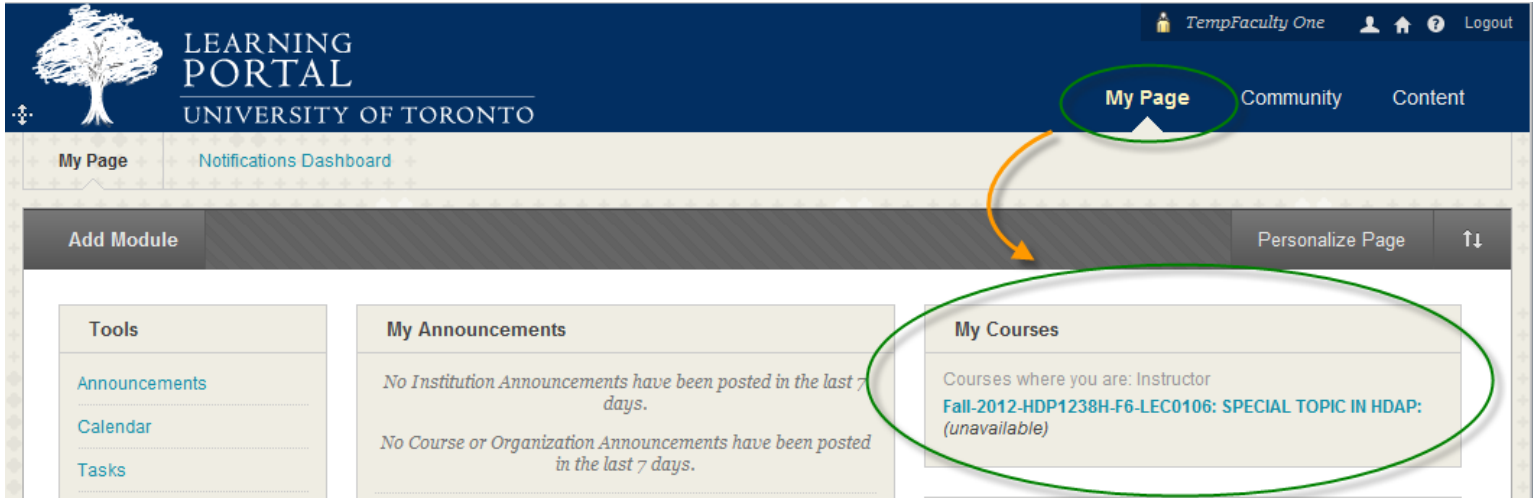 TempFaculty One Logout
LEARNING
PORTAL
UNIVERSITY OF TORONTO
My Page Community Content
My Page Notifications Dashboard
Add Module Personalize Page
Tools
Announcements
Calendar
Tasks
My Announcements
No Institution Announcements have been posted in the last 7
days.
No Course or Organization Announcements have been posted
in the last 7 days.
My Courses
Courses where you are: Instructor
Fall-2012-HDP1238H-F6-LEC0106: SPECIAL TOPIC IN HDAP:
(unavailable)